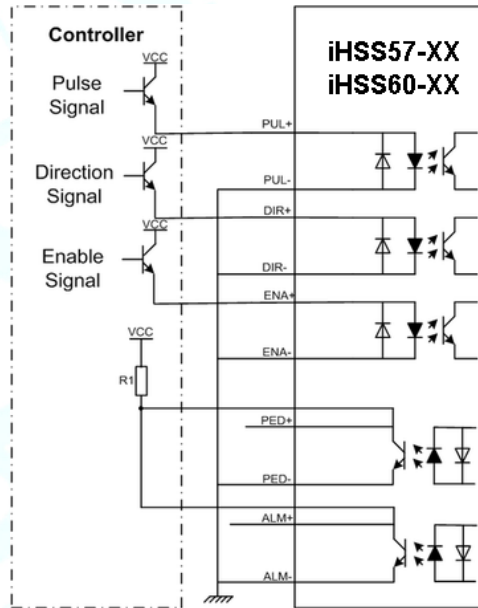 Controller
iHSS57-XX
iHSS60-XX
VCC
Pulse
Signal
PUL+
VCC
Direction
Signal
PUL-
DIR+
VCC
Enable
Signal
DIR-
ENA+
VCC
ENA-
R1
PED+
PED-
ALM+
ALM-